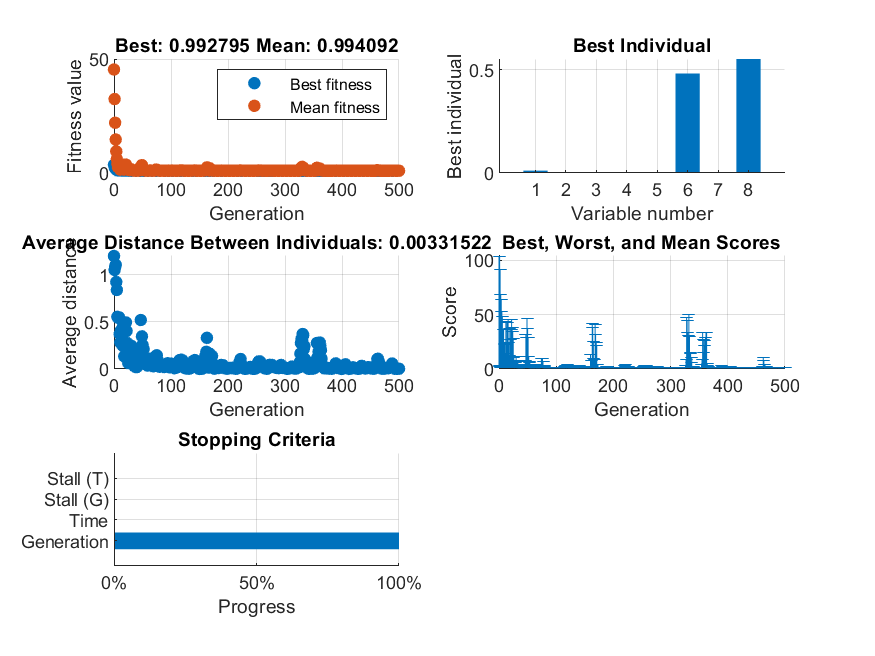 Best: 0.992795 Mean: 0.994092
Fitness value
50
0
Best fitness
Mean fitness
0 100 200 300 400 500
Generation
Best Individual
Best individual
0.5
0
1 2 3 4 5 6 7 8
Variable number
Average Distance Between Individuals: 0.00331522
Average distance
1
0.5
0
0 100 200 300 400 500
Generation
Best, Worst, and Mean Scores
Score
100
50
0
0 100 200 300 400 500
Generation
Stopping Criteria
Stall (T)
Stall (G)
Time
Generation
0% 50% 100%
Progress